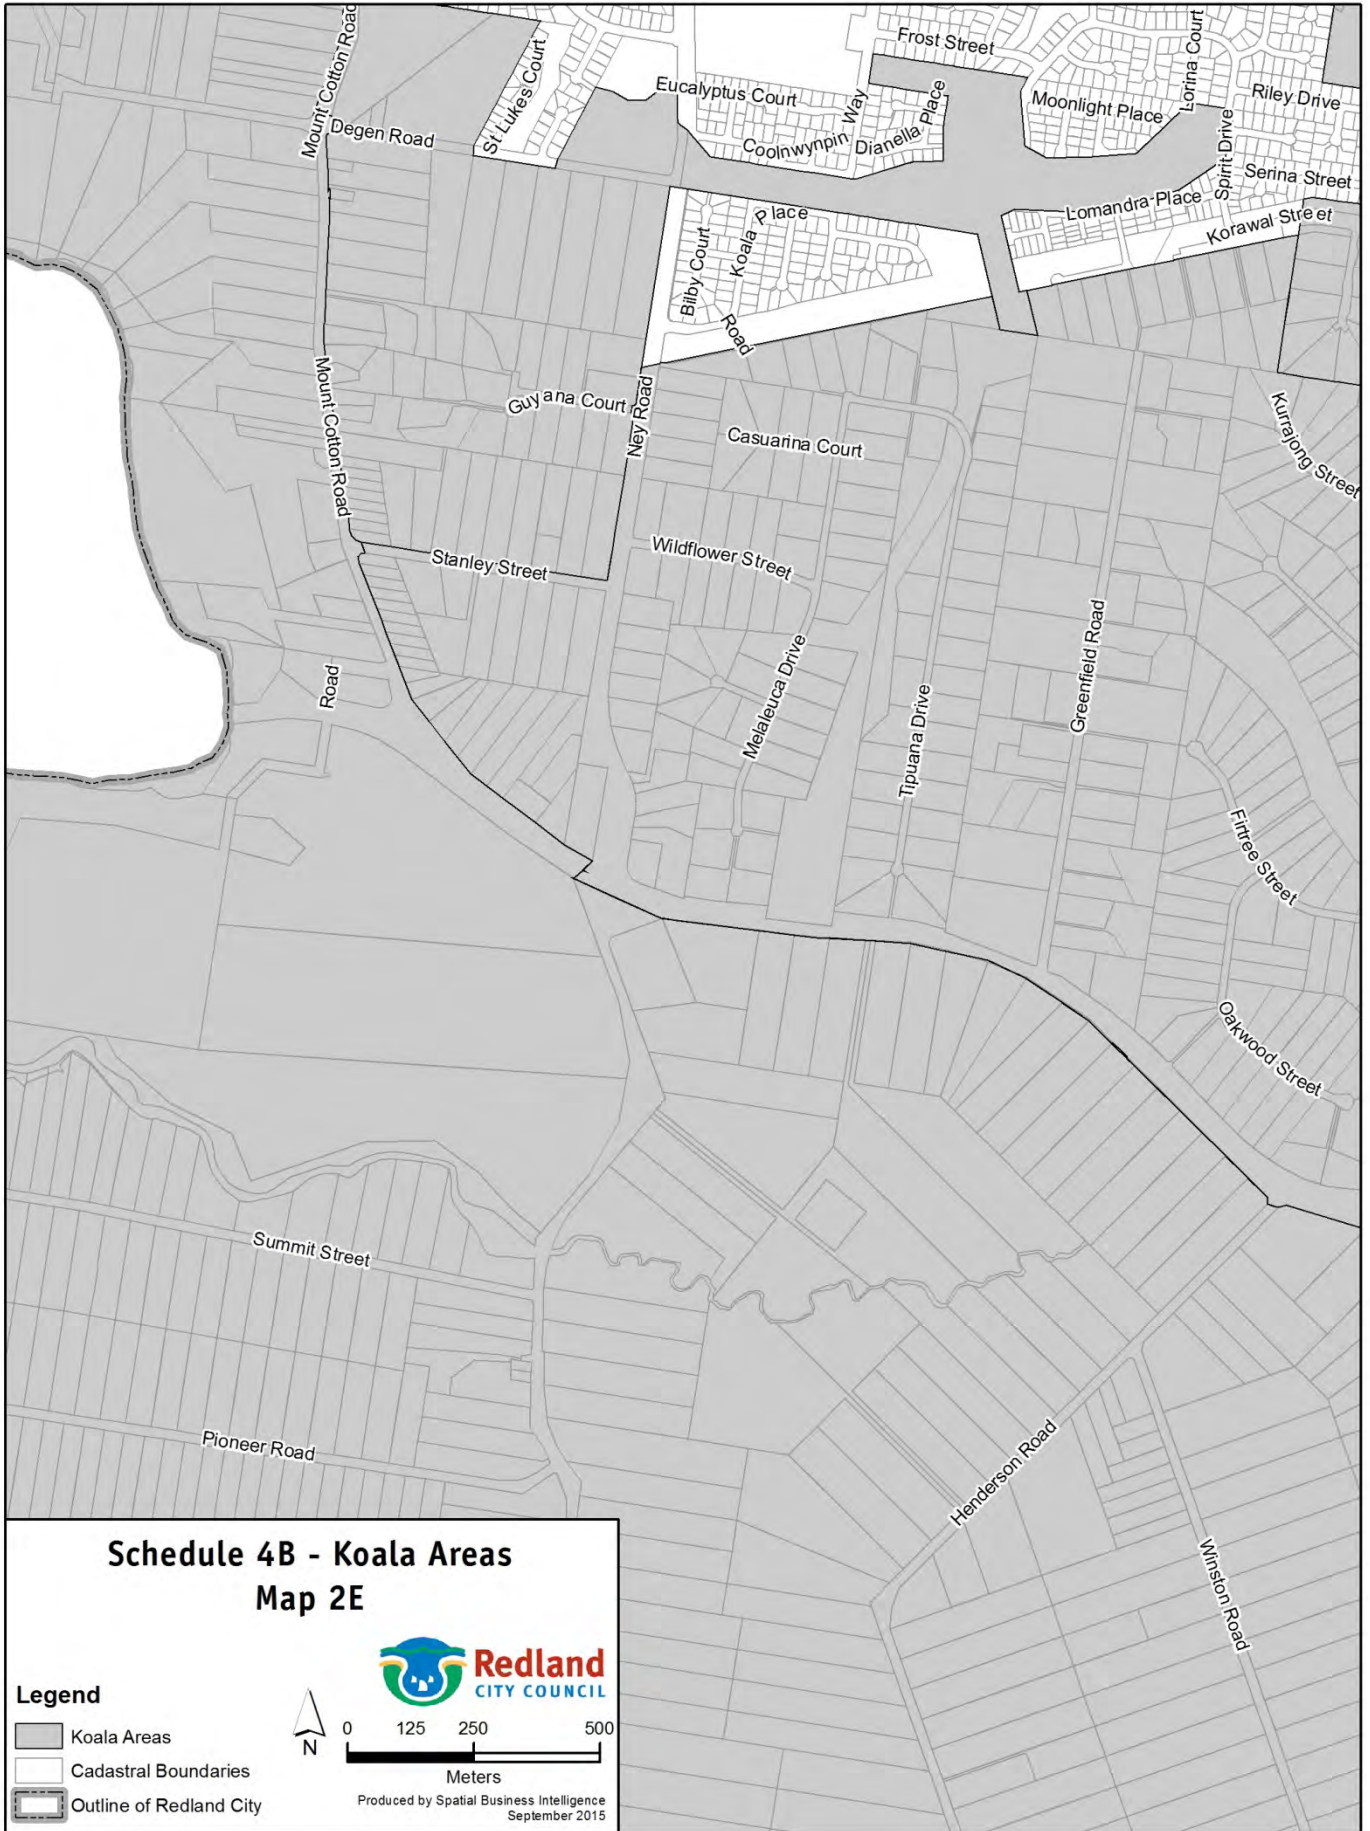 Mount Cotton Road
Degen Road
St Lukes Court
Eucalyptus Court
Frost Street
Coolnwynpin Way
Dianella Place
Moonlight Place
Lorina Court
Riley Drive
Spirit Drive
Serina Street
Lomandra Place
Korawal Street
Bilby Court
Koala Place
Road
Mount Cotton Road
Guyana Court
Ney Road
Casuarina Court
Kurrajong Street
Stanley Street
Wildflower Street
Road
Melaleuca Drive
Tipuana Drive
Greenfield Road
Firtree Street
Oakwood Street
Summit Street
Pioneer Road
Henderson Road
Winston Road
Schedule 4B - Koala Areas
Map 2E
Redland
CITY COUNCIL
Legend
Koala Areas
Cadastral Boundaries
Outline of Redland City
N
0 125 250 500
Meters
Produced by Spatial Business Intelligence
September 2015